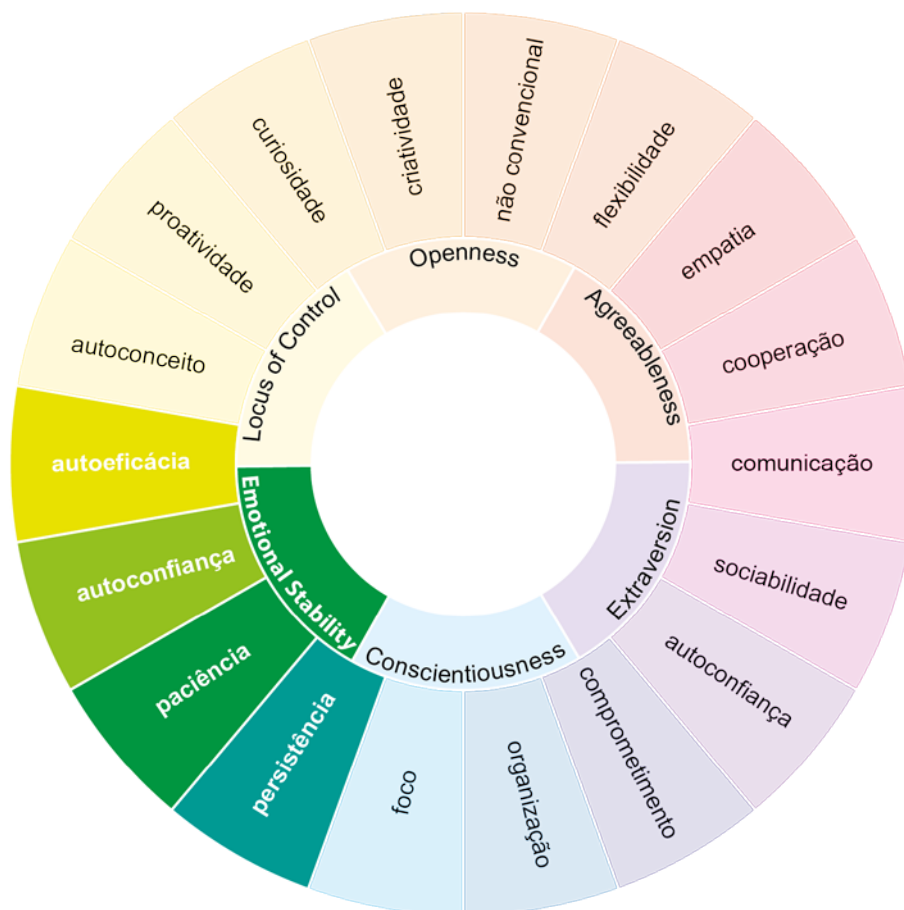 não convencional
flexibilidade
empatia
cooperação
comunicação
sociabilidade
autoconfiança
comprometimento
organização
foco
persistência
paciência
autoconfiança
autoeficácia
autoconceito
proatividade
curiosidade
criatividade
Openness
Agreeableness
Extraversion
Conscientiousness
Emotional Stability
Locus of Control